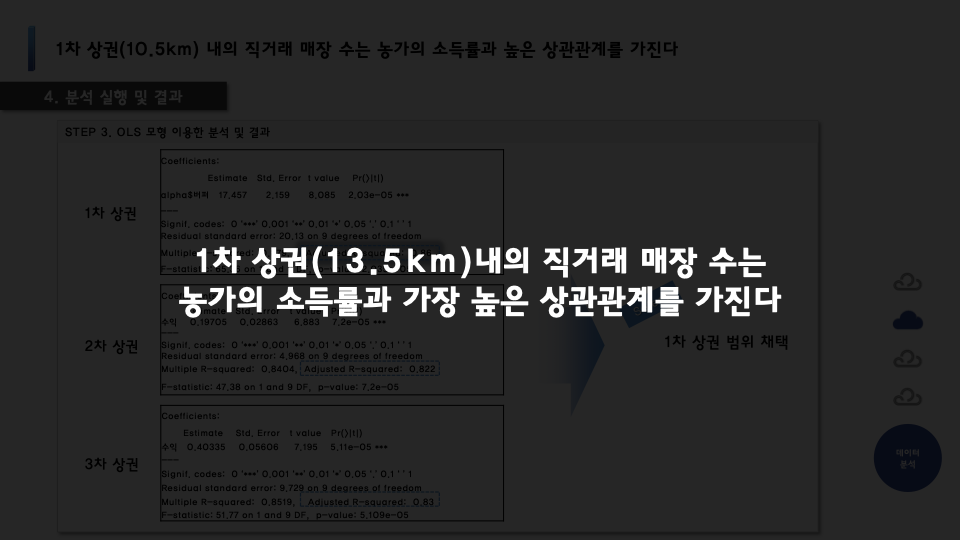 1차 상권(10.5km) 내의 직거래 매장 수는 농가의 소득률과 높은 상관관계를 가진다
4. 분석 실행 및 결과
STEP 3. OLS 모형 이용한 분석 및 결과
1차 상권
Coefficients:
Estimate Std. Error t value Pr(>|t|)
alpha$비퍼 17.457 2.159 8.085 2.03e-05 ***
---
Signif. codes: 0 '***' 0.001 '**' 0.01 '*' 0.05 '.' 0.1 ' ' 1
Residual standard error: 20.13 on 9 degrees of freedom
Multiple
F-statistic:
1차 상권(13.5km)내의 직거래 매장 수는
농가의 소득률과 가장 높은 상관관계를 가진다
2차 상권
수익 0.19705 0.02863 6.883 7.2e-05 ***
Signif. codes: 0 '***' 0.001 '**' 0.01 '*' 0.05 '.' 0.1 ' ' 1
Residual standard error: 4.968 on 9 degrees of freedom
Multiple R-squared: 0.8404, Adjusted R-squared: 0.822
F-statistic: 47.38 on 1 and 9 DF, p-value: 7.2e-05
1차 상권 범위 채택
3차 상권
Coefficients:
Estimate Std. Error t value Pr(>|t|)
수익 0.40335 0.05606 7.195 5.11e-05 ***
---
Signif. codes: 0 '***' 0.001 '**' 0.01 '*' 0.05 '.' 0.1 ' ' 1
Residual standard error: 9.729 on 9 degrees of freedom
Multiple R-squared: 0.8519, Adjusted R-squared: 0.83
F-statistic: 51.77 on 1 and 9 DF, p-value: 5.109e-05
데이터
분석